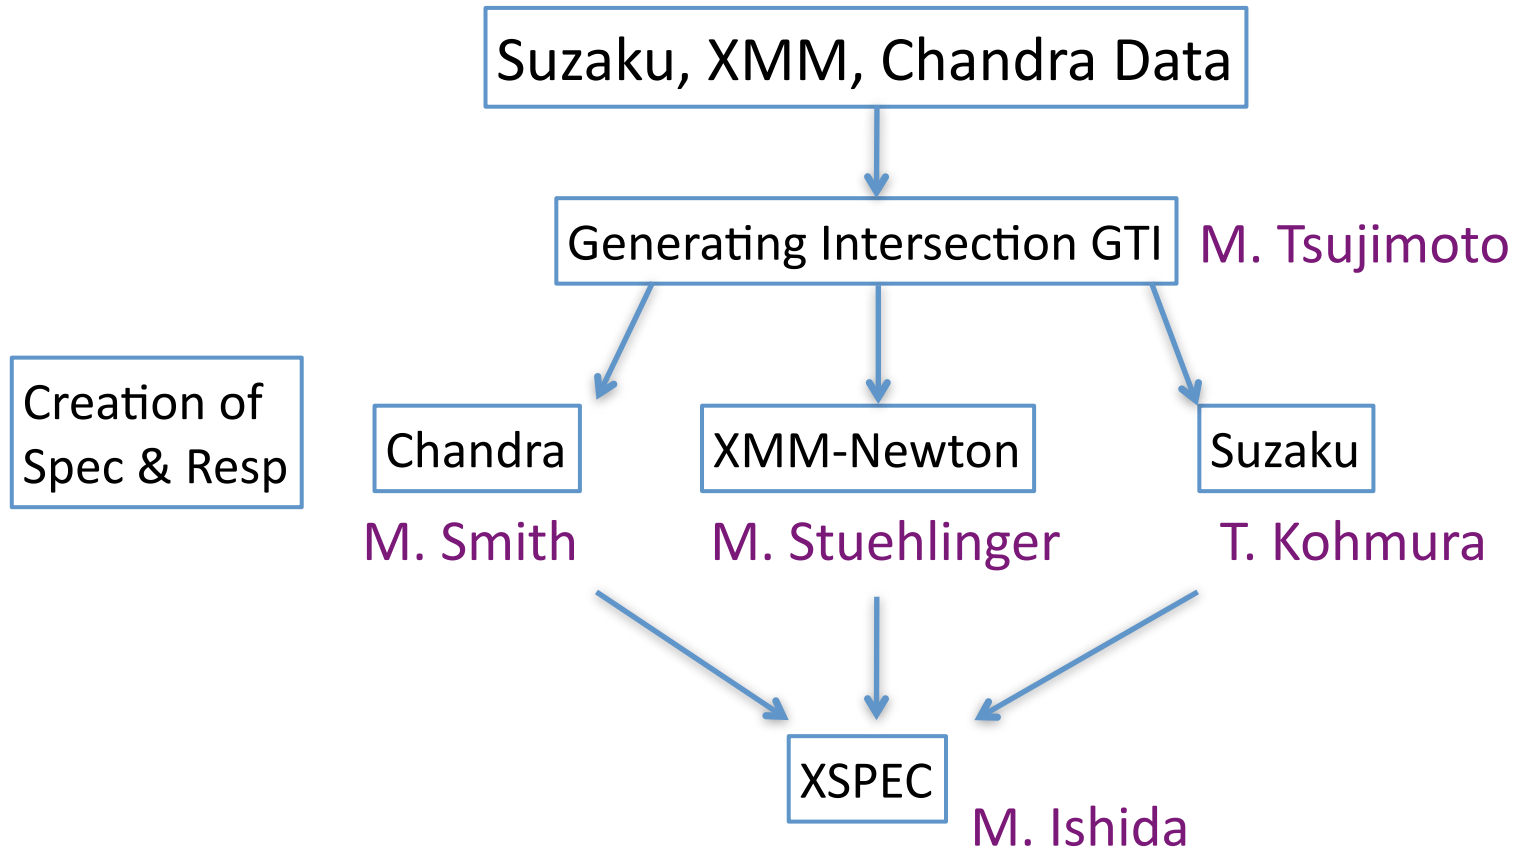 Suzaku, XMM, Chandra Data
Generating Intersection GTI
M. Tsujimoto
Creation of
Spec & Resp
Chandra
XMM-Newton
Suzaku
M. Smith
M. Stuehlinger
T. Kohmura
XSPEC
M. Ishida